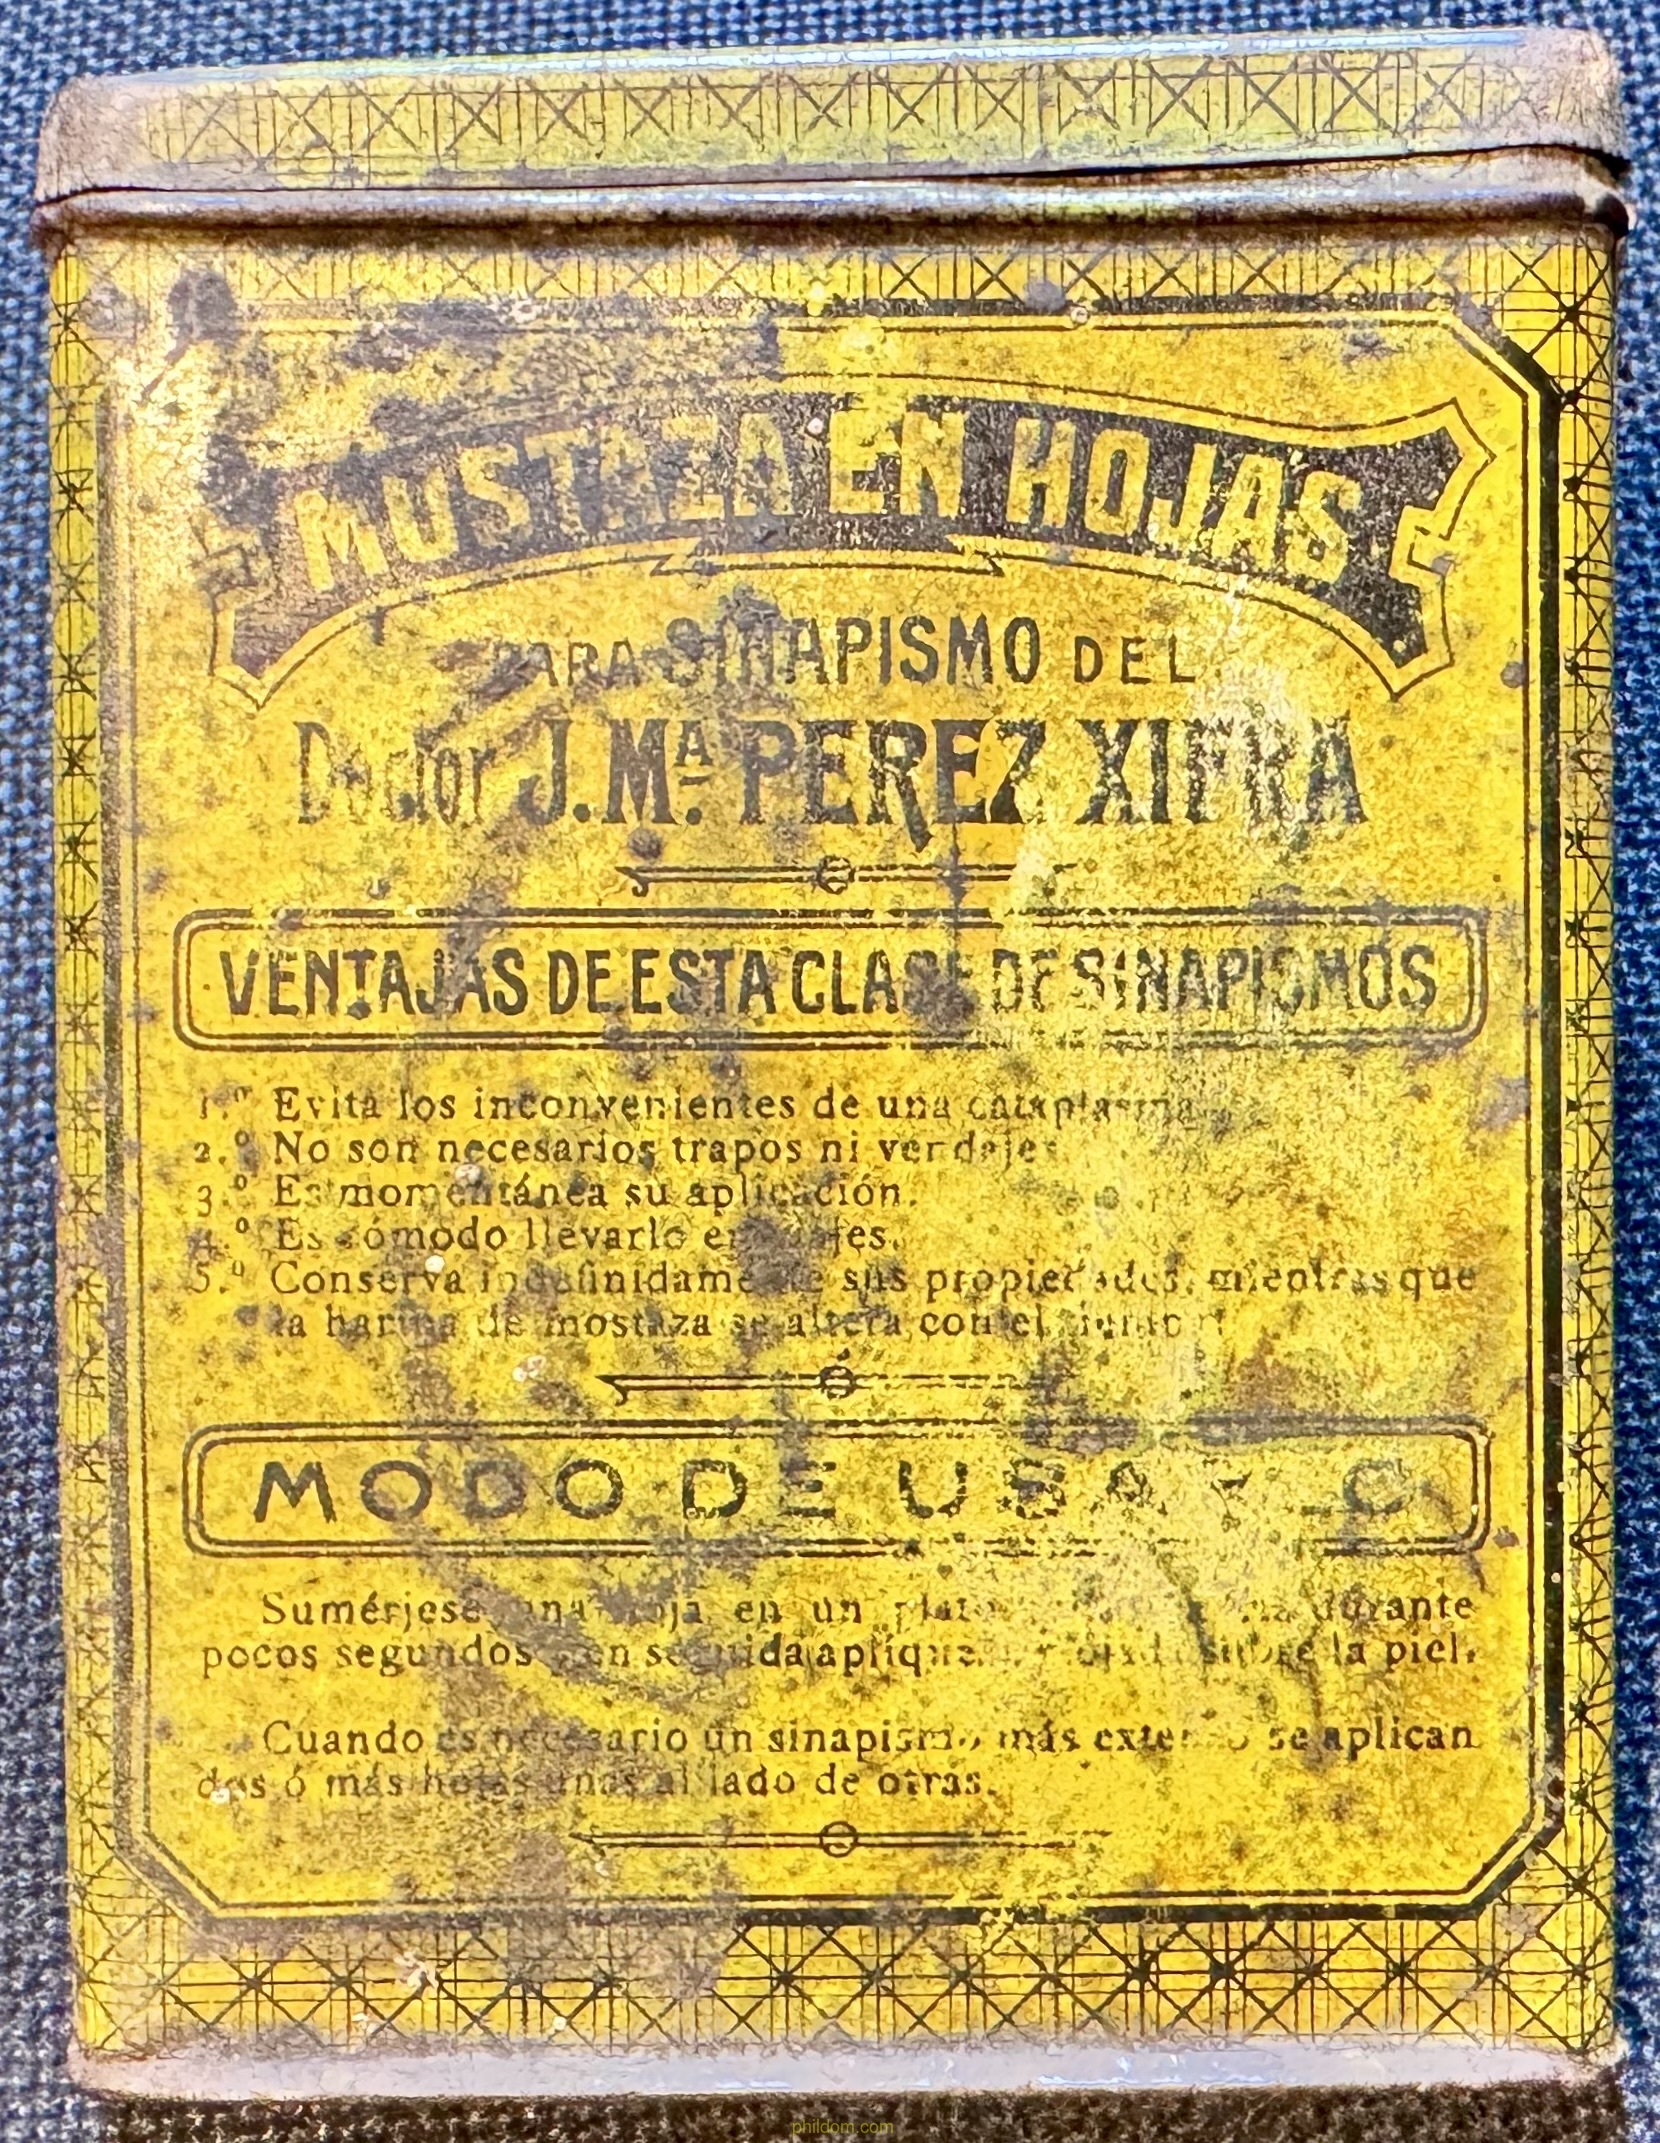 MUSTAZA EN HOJAS
PARA SINAPISMO DEL
Doctor J. Mª PEREZ XIFRA
VENTAJAS DE ESTA CLASE DE SINAPISMOS
1.º Evita los inconvenientes de una cataplasma
2.º No son necesarios trapos ni vendajes
3.º Es momentánea su aplicación.
4.º Es cómodo llevarlo en viajes.
5.º Conserva indefinidamente sus propiedades, mientras que
la harina de mostaza se altera con el tiempo
MODO DE USARLO
Sumérjese una hoja en un plato durante
pocos segundos en seguida sobre la piel.
Cuando es necesario un sinapismo más extenso se aplican
dos ó más hojas unas al lado de otras.
phildom.com